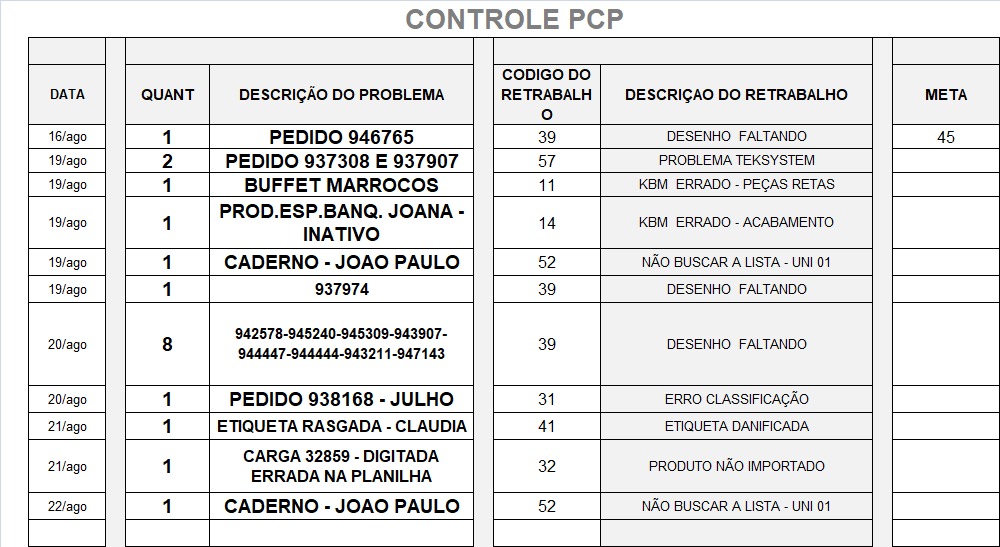 CONTROLE PCP
DATA QUANT DESCRIÇÃO DO PROBLEMA CODIGO DO RETRABALH O DESCRIÇAO DO RETRABALHO META
16/ago 1 PEDIDO 946765 39 DESENHO FALTANDO 45
19/ago 2 PEDIDO 937308 E 937907 57 PROBLEMA TEKSYSTEM
19/ago 1 BUFFET MARROCOS 11 KBM ERRADO - PEÇAS RETAS
19/ago 1 PROD.ESP.BANQ. JOANA - INATIVO 14 KBM ERRADO - ACABAMENTO
19/ago 1 CADERNO - JOAO PAULO 52 NÃO BUSCAR A LISTA - UNI 01
19/ago 1 937974 39 DESENHO FALTANDO
20/ago 8 942578-945240-945309-943907-944447-944444-943211-947143 39 DESENHO FALTANDO
20/ago 1 PEDIDO 938168 - JULHO 31 ERRO CLASSIFICAÇÃO
21/ago 1 ETIQUETA RASGADA - CLAUDIA 41 ETIQUETA DANIFICADA
21/ago 1 CARGA 32859 - DIGITADA ERRADA NA PLANILHA 32 PRODUTO NÃO IMPORTADO
22/ago 1 CADERNO - JOAO PAULO 52 NÃO BUSCAR A LISTA - UNI 01